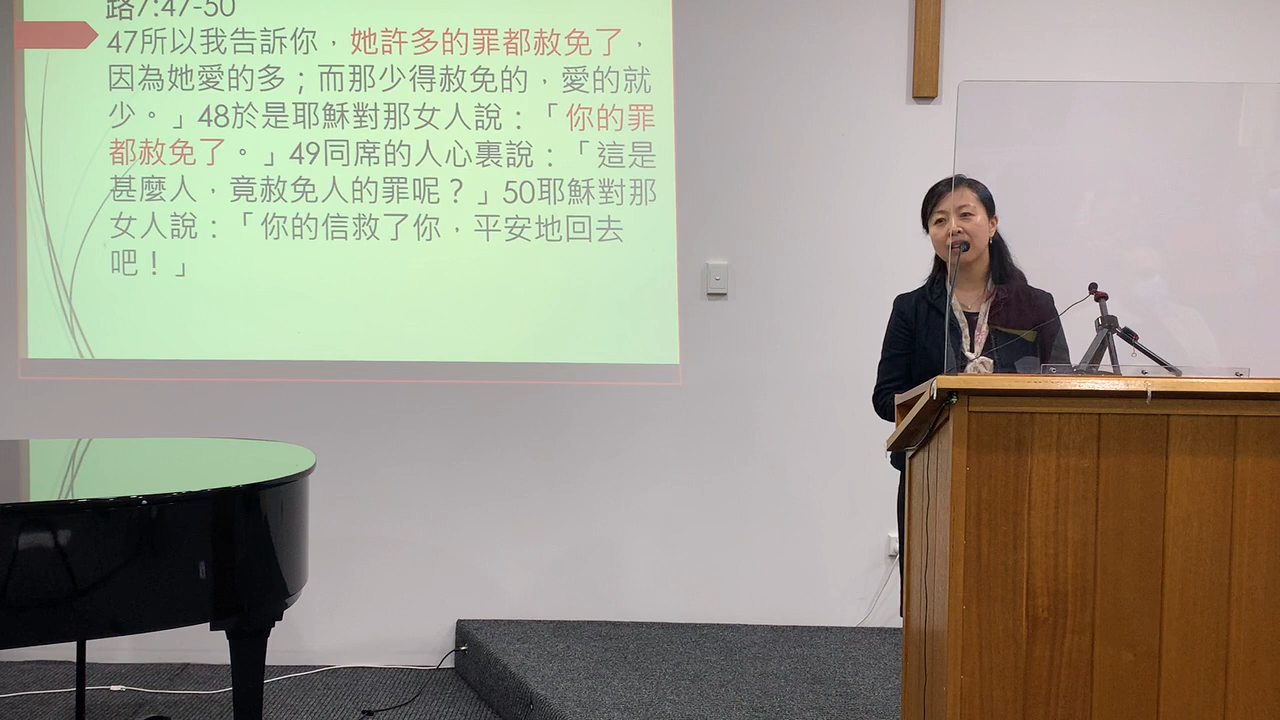 路7:47-50
47所以我告訴你，她許多的罪都赦免了，
因為她愛的多；而那少得赦免的，愛的就
少。」48於是耶穌對那女人說：「你的罪
都赦免了。」49同席的人心裏說：「這是
甚麼人，竟赦免人的罪呢？」50耶穌對那
女人說：「你的信救了你，平安地回去
吧！」